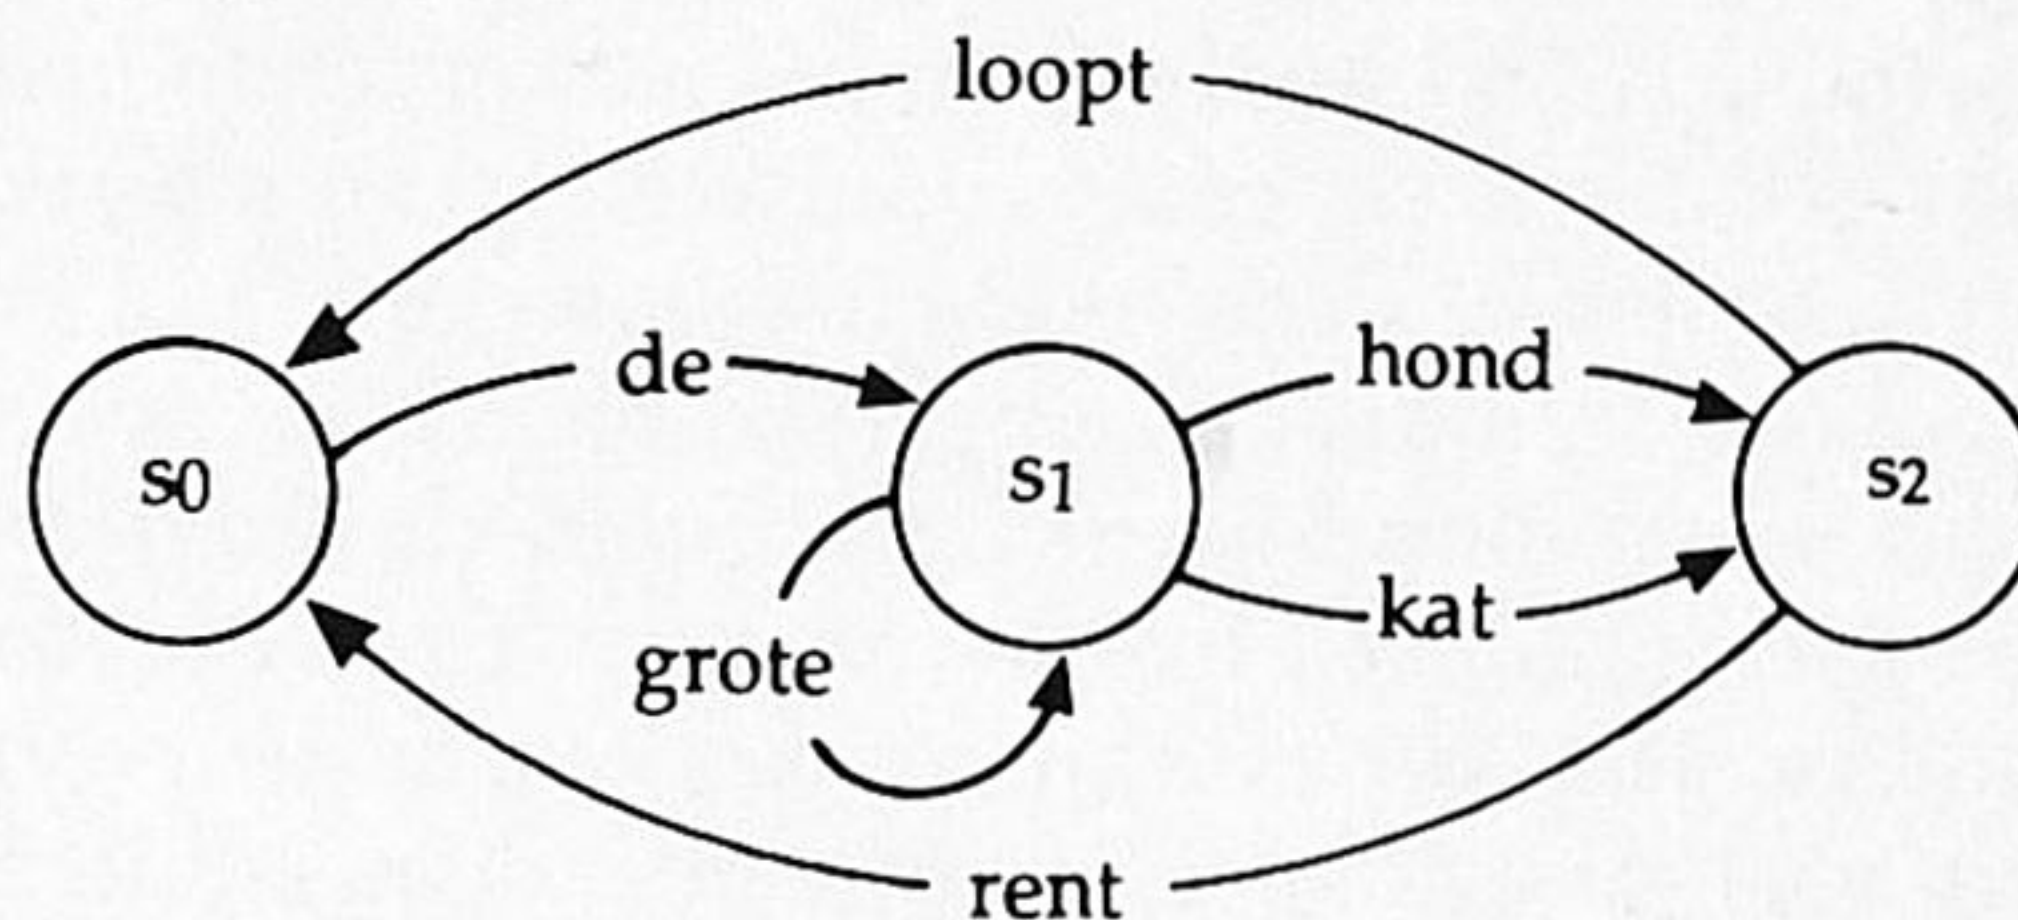 loopt
de
hond
s0
s1
s2
kat
grote
rent